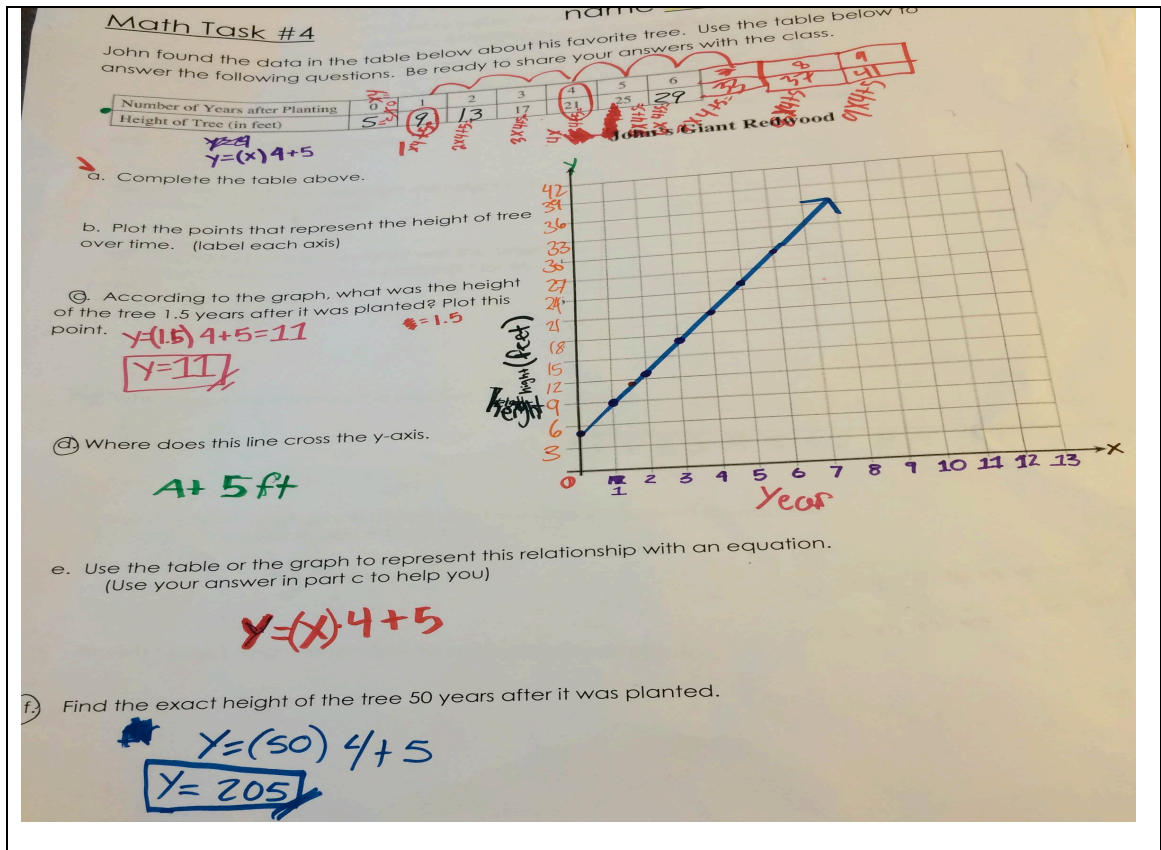 Math Task #4
name
John found the data in the table below about his favorite tree. Use the table below to
answer the following questions. Be ready to share your answers with the class.
Number of Years after Planting 0 1 2 3 4 5 6 8 9
Height of Tree (in feet) 5 9 13 17 21 25 29 33 37 41
2x4+5 3x4+5
y=(x)4+5
John's Giant Redwood
a. Complete the table above.
b. Plot the points that represent the height of tree
over time. (label each axis)
c. According to the graph, what was the height
of the tree 1.5 years after it was planted? Plot this
point.
=1.5
y=(1.5)4+5=11
y=11
d. Where does this line cross the y-axis.
At 5ft
Y
42
39
36
33
30
27
24
21
18
15
12
9
6
3
0
height (feet)
1 2 3 4 5 6 7 8 9 10 11 12 13
X
Year
e. Use the table or the graph to represent this relationship with an equation.
(Use your answer in part c to help you)
Y=(X)·4+5
f. Find the exact height of the tree 50 years after it was planted.
Y=(50) 4+5
Y= 205